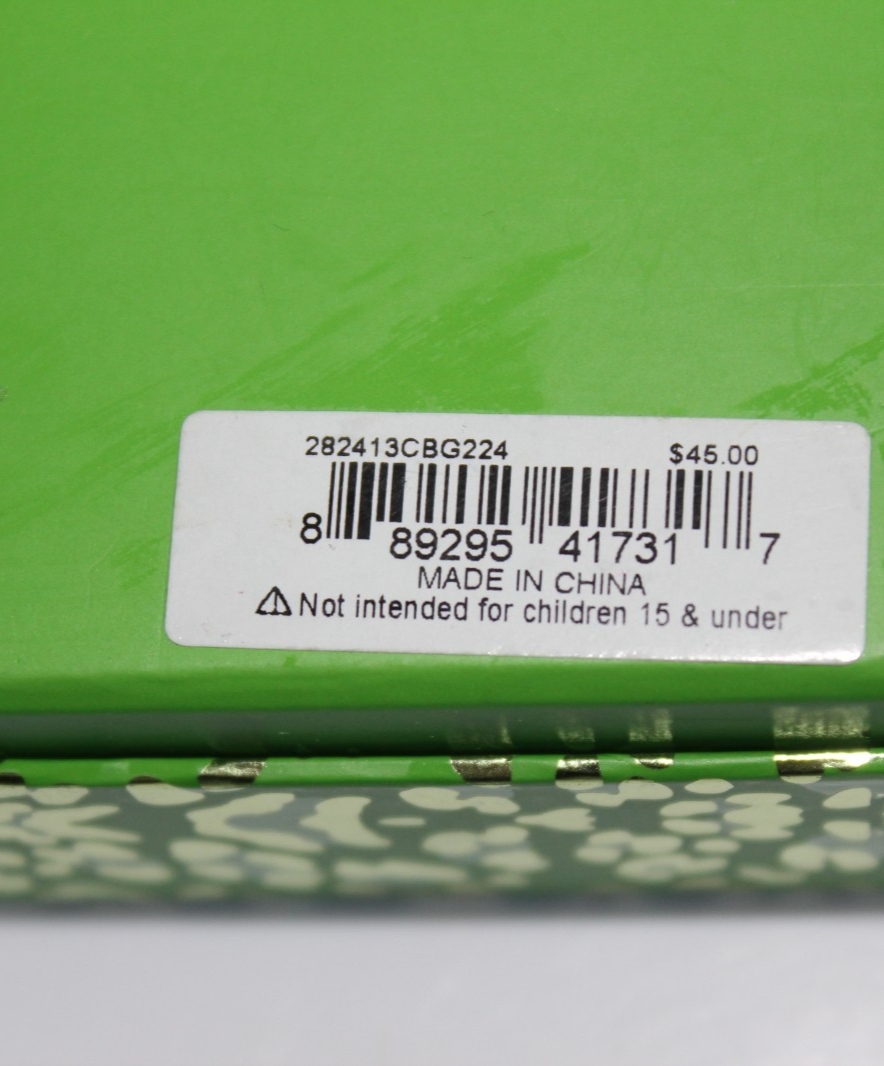 282413CBG224 $45.00
8 89295 41731 7
MADE IN CHINA
⚠Not intended for children 15 & under